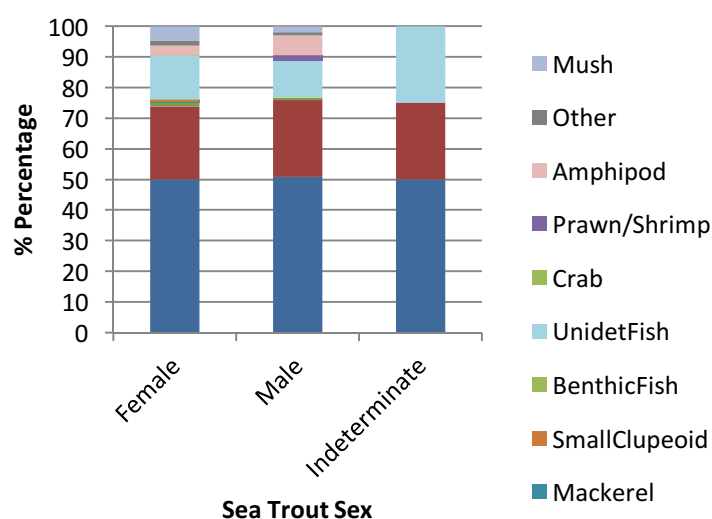 % Percentage
100
90
80
70
60
50
40
30
20
10
0
Female
Male
Indeterminate
Sea Trout Sex
Mush
Other
Amphipod
Prawn/Shrimp
Crab
UnidetFish
BenthicFish
SmallClupeoid
Mackerel